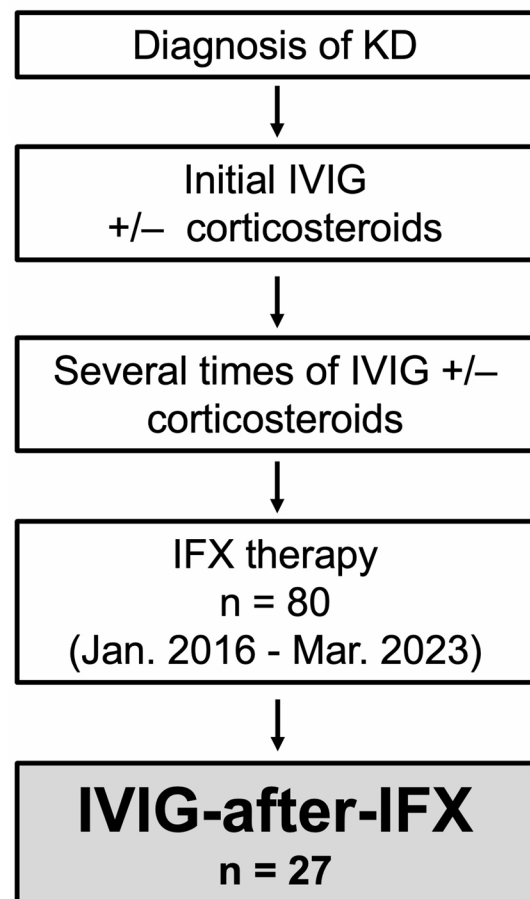 Diagnosis of KD
Initial IVIG
+/– corticosteroids
Several times of IVIG +/–
corticosteroids
IFX therapy
n = 80
(Jan. 2016 - Mar. 2023)
IVIG-after-IFX
n = 27